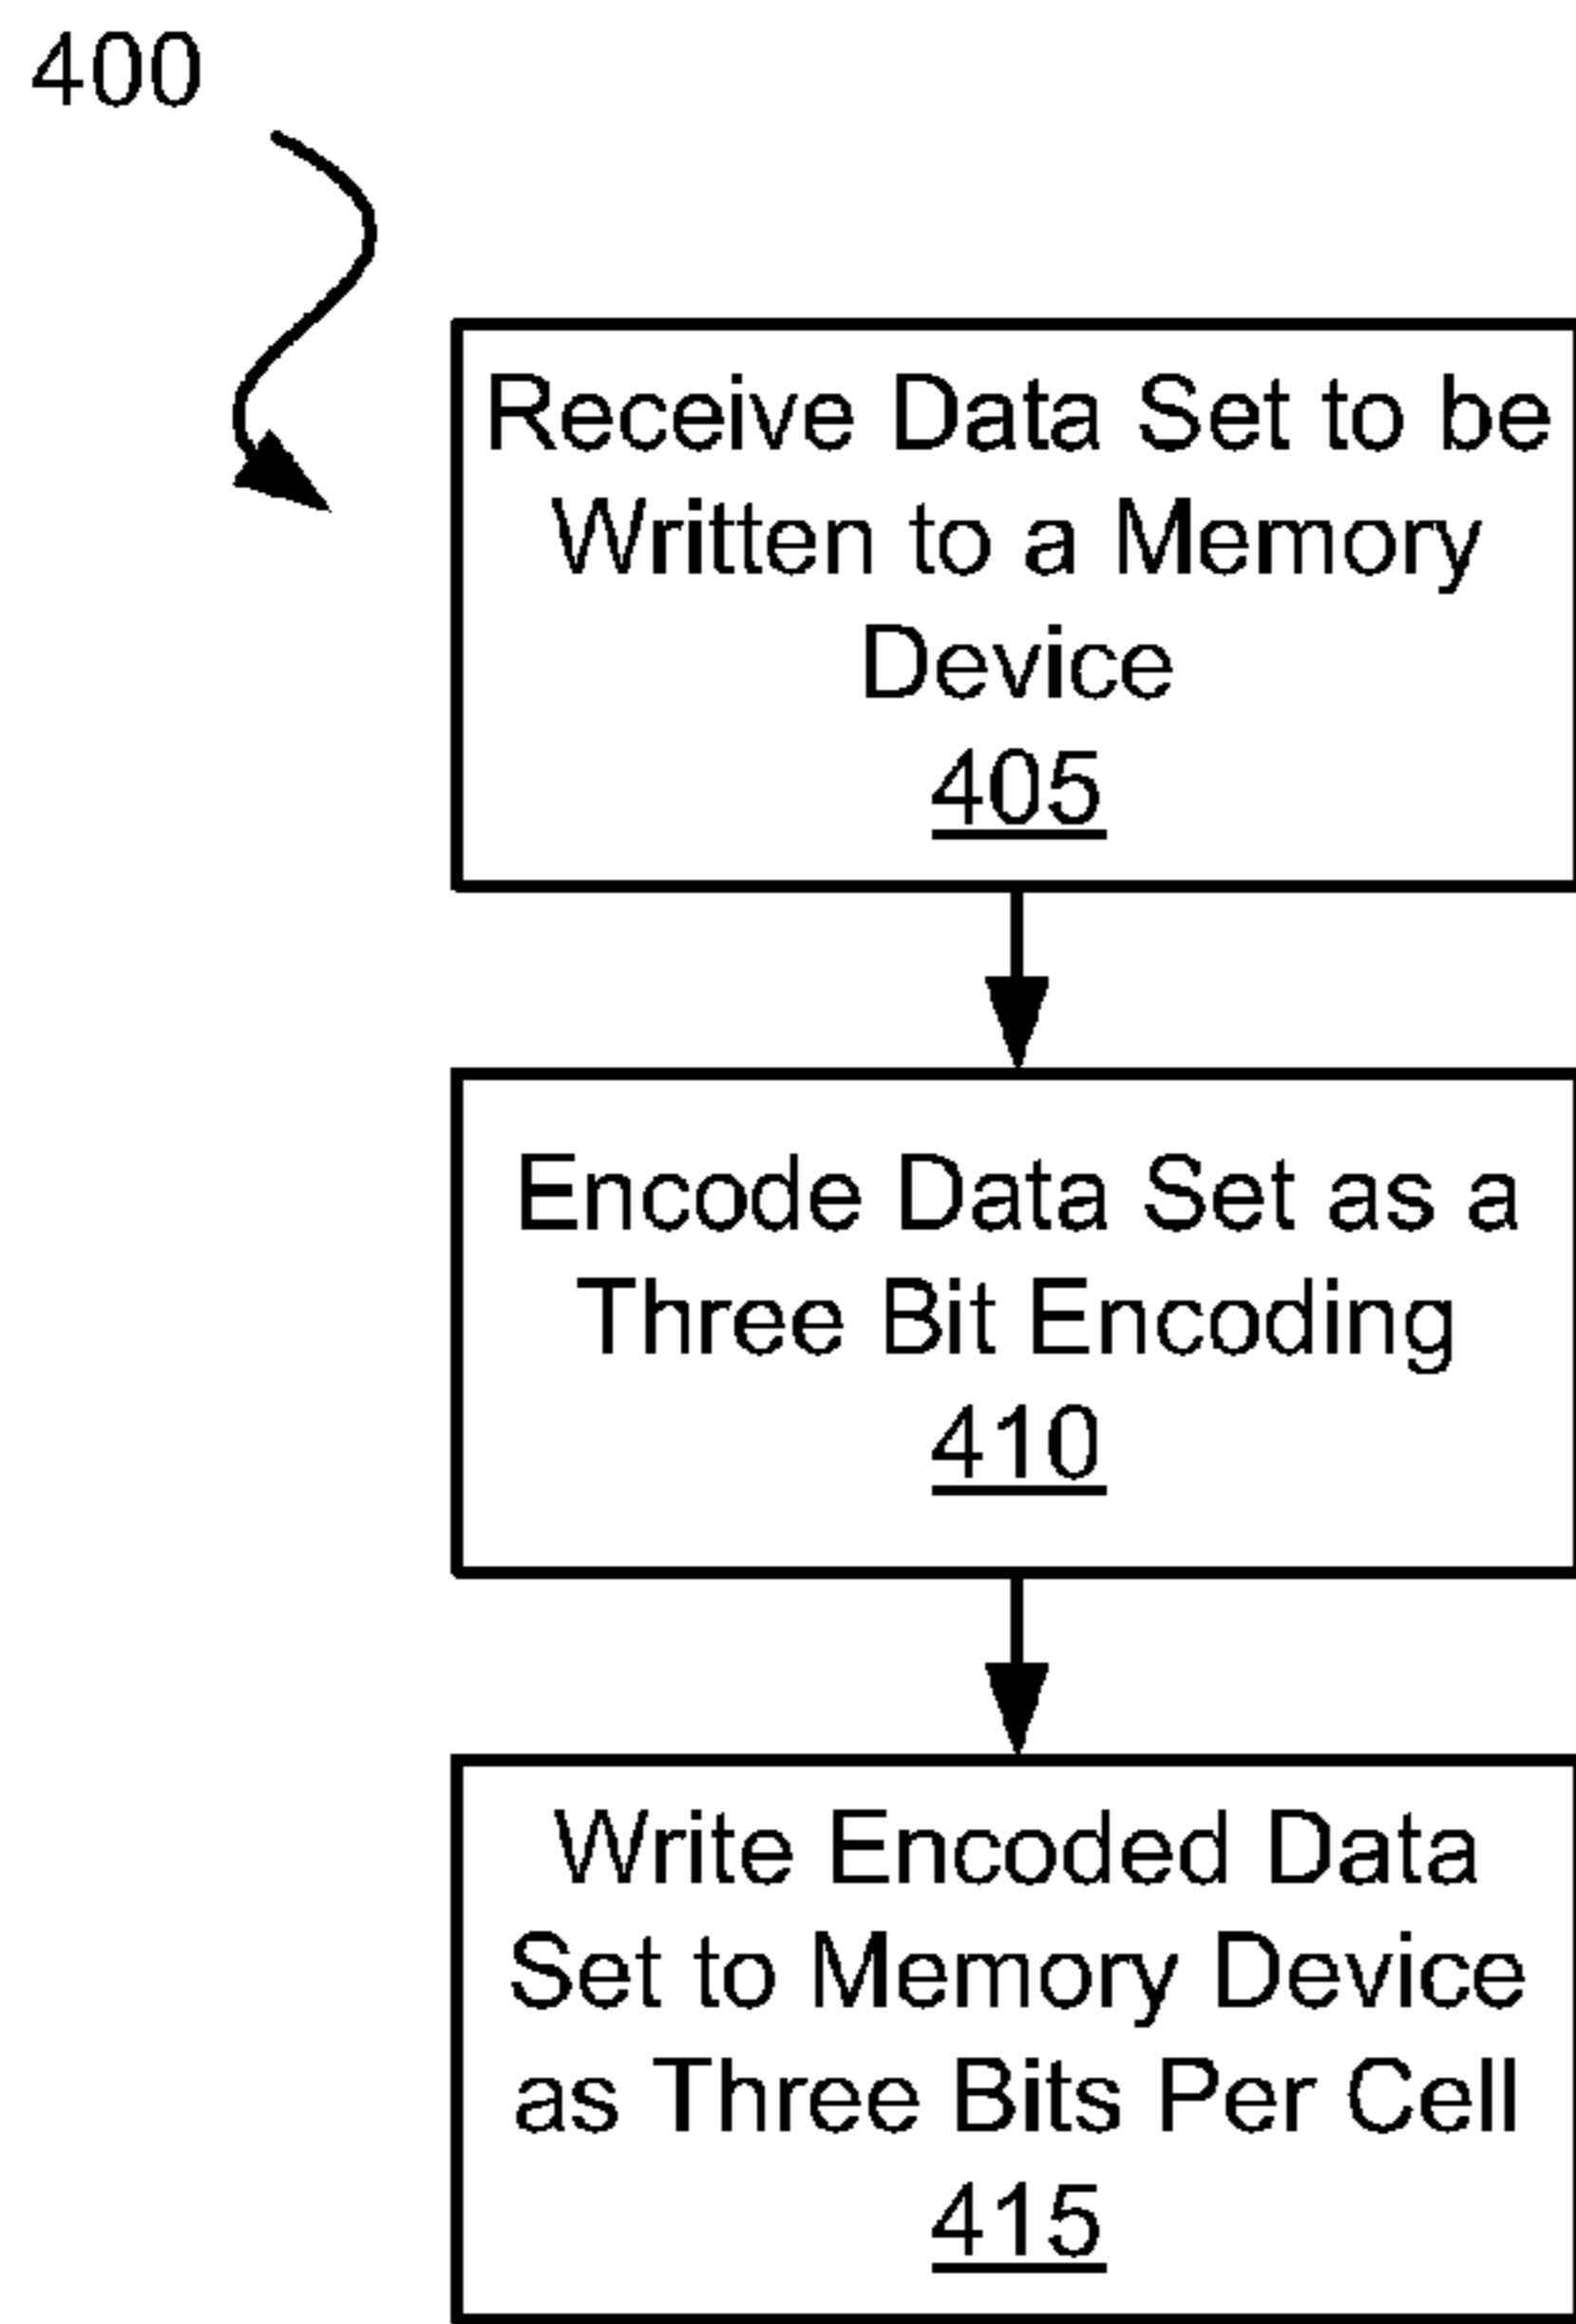 400
Receive Data Set to be
Written to a Memory
Device
405
Encode Data Set as a
Three Bit Encoding
410
Write Encoded Data
Set to Memory Device
as Three Bits Per Cell
415